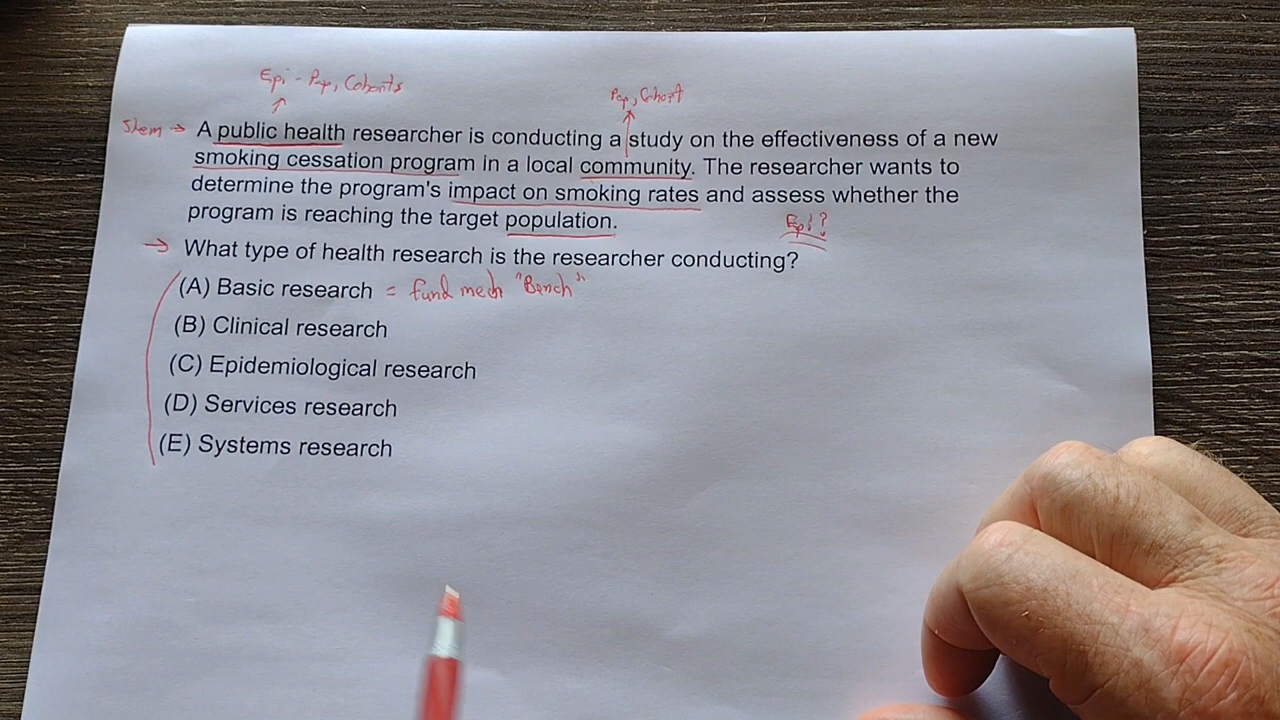 Epi - Pop, Cohorts
Pop, Cohort
Stem → A public health researcher is conducting a study on the effectiveness of a new
smoking cessation program in a local community. The researcher wants to
determine the program's impact on smoking rates and assess whether the
program is reaching the target population.
Epi?
→ What type of health research is the researcher conducting?
(A) Basic research = fund mech "Bench"
(B) Clinical research
(C) Epidemiological research
(D) Services research
(E) Systems research